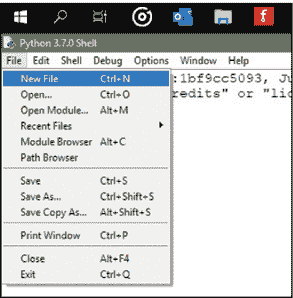 Python 3.7.0 Shell
File Edit Shell Debug Options Window Help
New File Ctrl+N
:1bf9cc5093, Ju
Open... Ctrl+O
redits" or "lic
Open Module... Alt+M
Recent Files
Module Browser Alt+C
Path Browser
Save Ctrl+S
Save As... Ctrl+Shift+S
Save Copy As... Alt+Shift+S
Print Window Ctrl+P
Close Alt+F4
Exit Ctrl+Q